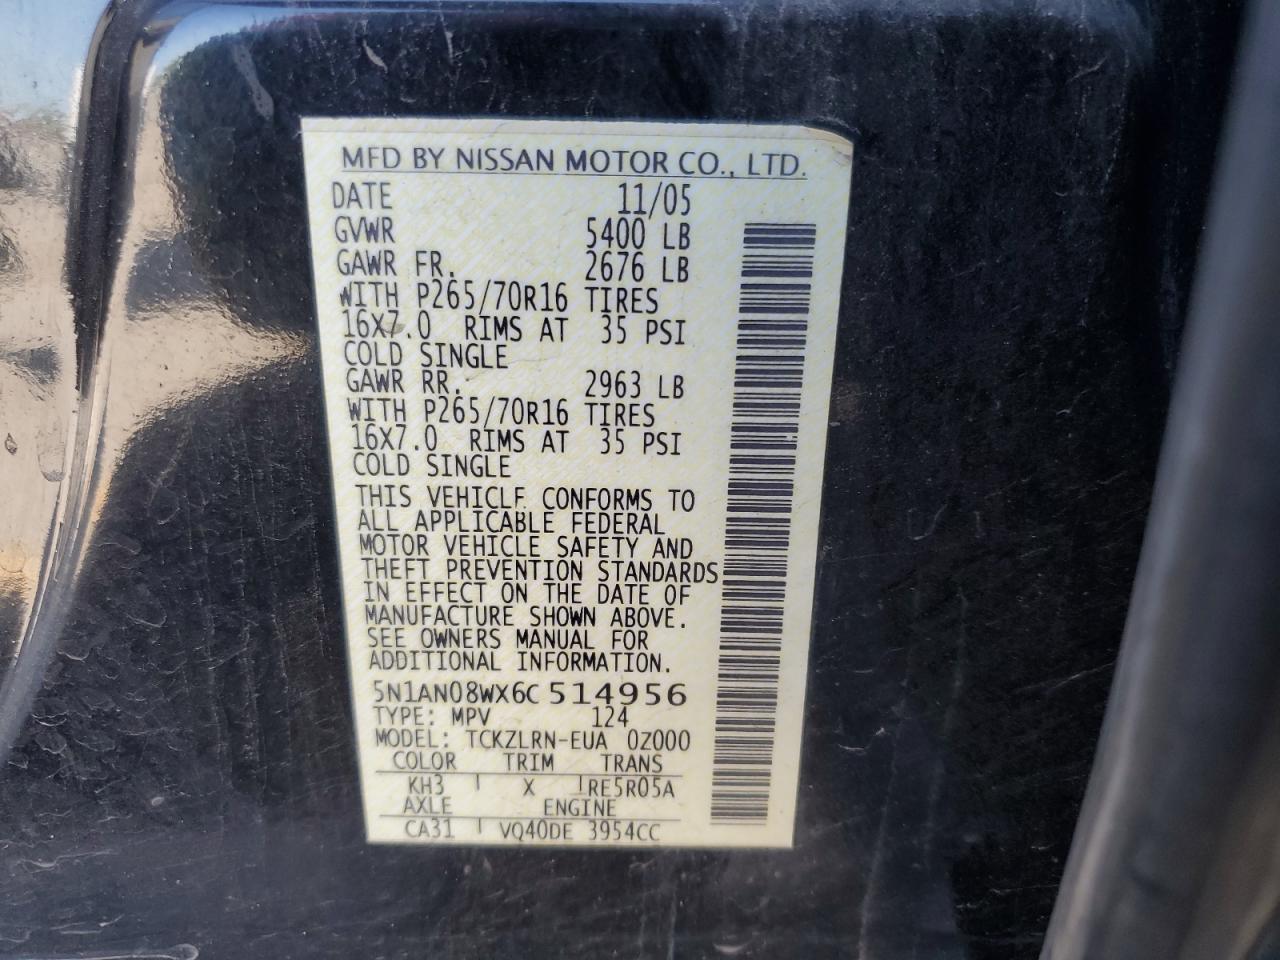 MFD BY NISSAN MOTOR CO., LTD.
DATE 11/05
GVWR 5400 LB
GAWR FR. 2676 LB
WITH P265/70R16 TIRES
16X7.0 RIMS AT 35 PSI
COLD SINGLE
GAWR RR. 2963 LB
WITH P265/70R16 TIRES
16X7.0 RIMS AT 35 PSI
COLD SINGLE
THIS VEHICLE CONFORMS TO
ALL APPLICABLE FEDERAL
MOTOR VEHICLE SAFETY AND
THEFT PREVENTION STANDARDS
IN EFFECT ON THE DATE OF
MANUFACTURE SHOWN ABOVE.
SEE OWNERS MANUAL FOR
ADDITIONAL INFORMATION.
5N1AN08WX6C514956
TYPE: MPV 124
MODEL: TCKZLRN-EUA 0Z000
COLOR TRIM TRANS
KH3 X RE5R05A
AXLE ENGINE
CA31 VQ40DE 3954CC